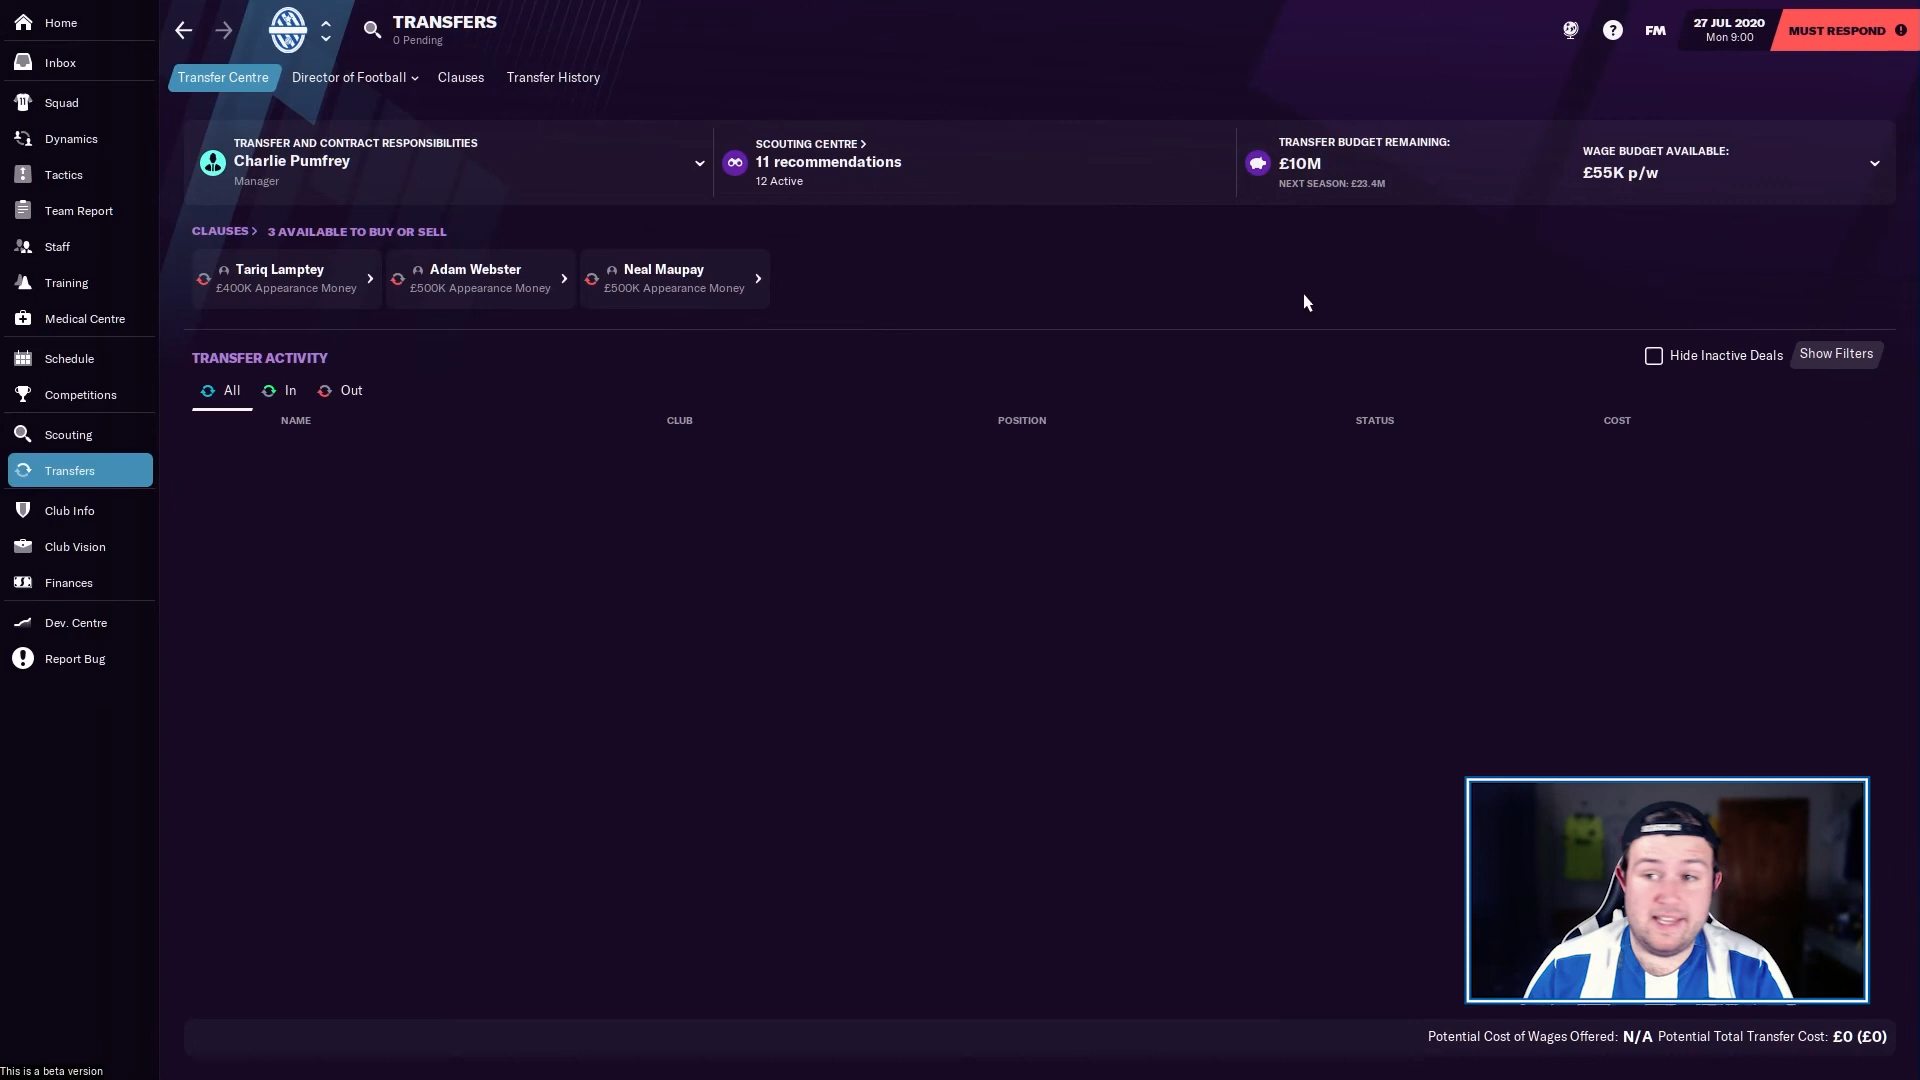 Home
Inbox
Squad
Dynamics
Tactics
Team Report
Staff
Training
Medical Centre
Schedule
Competitions
Scouting
Transfers
Club Info
Club Vision
Finances
Dev. Centre
Report Bug
This is a beta version
TRANSFERS
0 Pending
FM
27 JUL 2020
Mon 9:00
MUST RESPOND
Transfer Centre
Director of Football
Clauses
Transfer History
TRANSFER AND CONTRACT RESPONSIBILITIES
Charlie Pumfrey
Manager
SCOUTING CENTRE >
11 recommendations
12 Active
TRANSFER BUDGET REMAINING:
£10M
NEXT SEASON: £23.4M
WAGE BUDGET AVAILABLE:
£55K p/w
CLAUSES > 3 AVAILABLE TO BUY OR SELL
Tariq Lamptey
£400K Appearance Money
Adam Webster
£500K Appearance Money
Neal Maupay
£500K Appearance Money
TRANSFER ACTIVITY
Hide Inactive Deals
Show Filters
All In Out
NAME CLUB POSITION STATUS COST
Potential Cost of Wages Offered: N/A Potential Total Transfer Cost: £0 (£0)